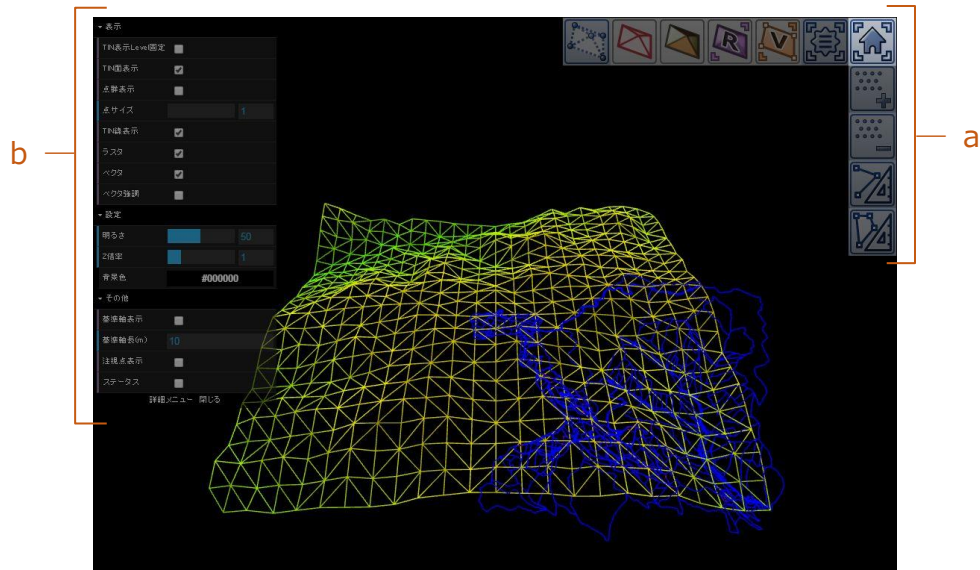 b
a
▾ 表示
TIN表示Level固定
TIN面表示
点群表示
点サイズ 1
TIN線表示
ラスタ
ベクタ
ベクタ強調
▾ 設定
明るさ 50
Z倍率 1
背景色 #000000
▾ その他
基準軸表示
基準軸長(m) 10
注視点表示
ステータス
詳細メニュー 閉じる
R
V